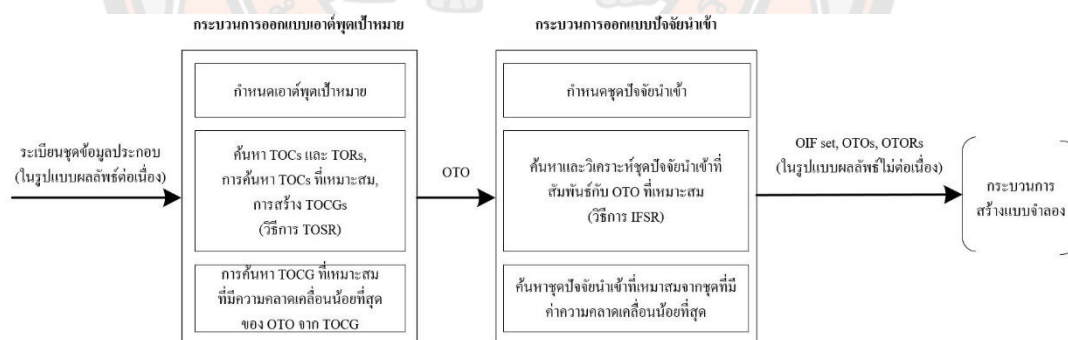 กระบวนการออกแบบเอาต์พุตเป้าหมาย
กระบวนการออกแบบปัจจัยนำเข้า
ระเบียนชุดข้อมูลประกอบ
(ในรูปแบบผลลัพธ์ต่อเนื่อง)
กำหนดเอาต์พุตเป้าหมาย
ค้นหา TOCs และ TORs,
การค้นหา TOCs ที่เหมาะสม,
การสร้าง TOCGs
(วิธีการ TOSR)
การค้นหา TOCG ที่เหมาะสม
ที่มีความคลาดเคลื่อนน้อยที่สุด
ของ OTO จาก TOCG
OTO
กำหนดชุดปัจจัยนำเข้า
ค้นหาและวิเคราะห์ชุดปัจจัยนำเข้าที่
สัมพันธ์กับ OTO ที่เหมาะสม
(วิธีการ IFSR)
ค้นหาชุดปัจจัยนำเข้าที่เหมาสมจากชุดที่มี
ค่าความคลาดเคลื่อนน้อยที่สุด
OIF set, OTOs, OTORs
(ในรูปแบบผลลัพธ์ไม่ต่อเนื่อง)
กระบวนการ
สร้างแบบจำลอง